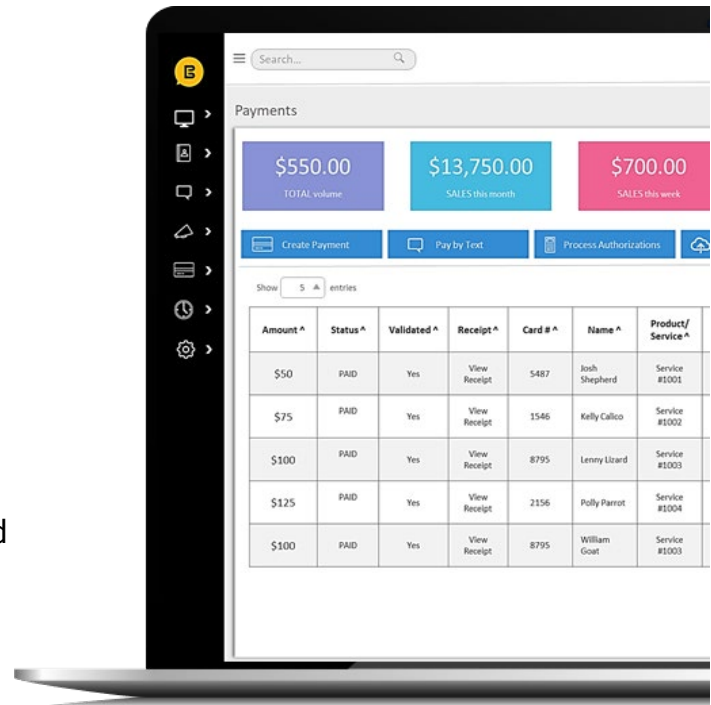 Search...
Payments
$550.00
TOTAL volume
$13,750.00
SALES this month
$700.00
SALES this week
Create Payment
Pay by Text
Process Authorizations
Show 5 entries
Amount ^ Status ^ Validated ^ Receipt ^ Card # ^ Name ^ Product/
Service ^
$50 PAID Yes View
Receipt 5487 Josh
Shepherd Service
#1001
$75 PAID Yes View
Receipt 1546 Kelly Calico Service
#1002
$100 PAID Yes View
Receipt 8795 Lenny Lizard Service
#1003
d
$125 PAID Yes View
Receipt 2156 Polly Parrot Service
#1004
$100 PAID Yes View
Receipt 8795 William
Goat Service
#1003